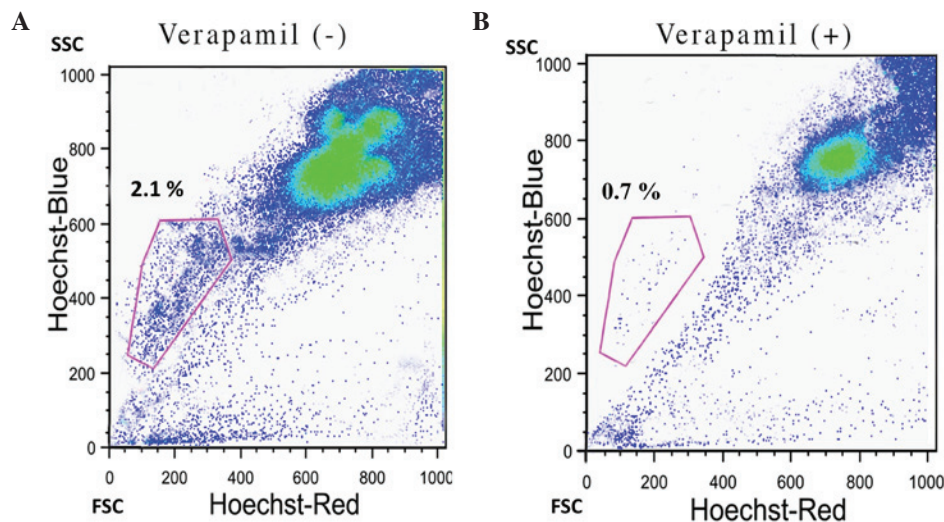 A
SSC
Verapamil (-)
Hoechst-Blue
1000
800
600
400
200
0
2.1 %
0 200 400 600 800 1000
FSC
Hoechst-Red
B
SSC
Verapamil (+)
Hoechst-Blue
1000
800
600
400
200
0
0.7 %
0 200 400 600 800 1000
FSC
Hoechst-Red